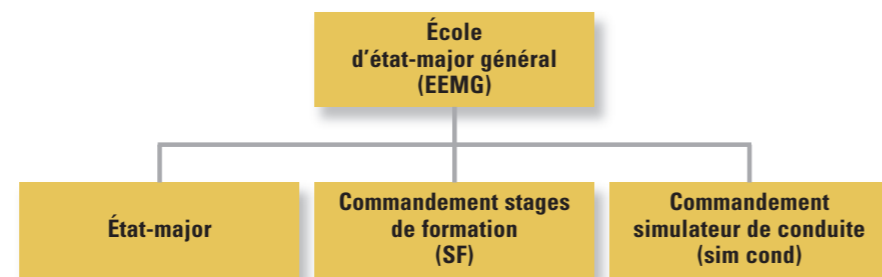 École
d’état-major général
(EEMG)
État-major
Commandement stages
de formation
(SF)
Commandement
simulateur de conduite
(sim cond)